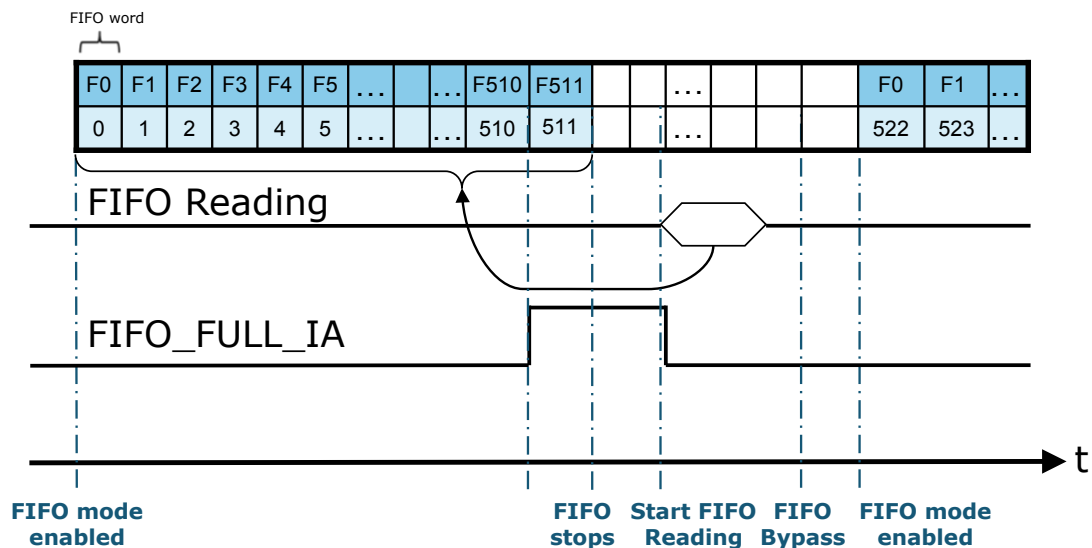 FIFO word
F0 F1 F2 F3 F4 F5 ... ... F510 F511 ... F0 F1 ...
0 1 2 3 4 5 ... ... 510 511 ... 522 523 ...
FIFO Reading
FIFO_FULL_IA
t
FIFO mode
enabled
FIFO
stops
Start FIFO
Reading
FIFO
Bypass
FIFO mode
enabled